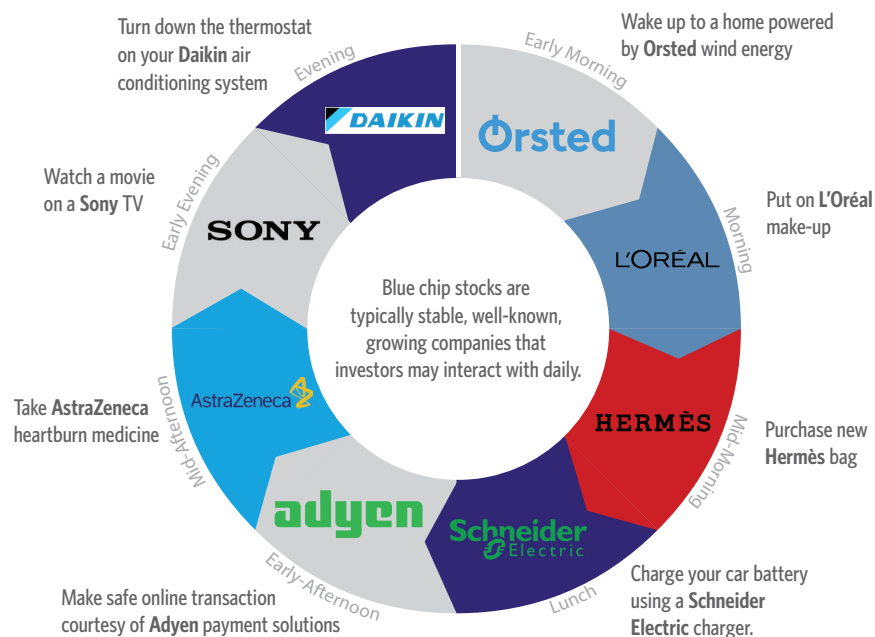 Early Morning
Wake up to a home powered
by Orsted wind energy
Ørsted
Morning
Put on L'Oréal
make-up
L'ORÉAL
Mid-Morning
Purchase new
Hermès bag
HERMÈS
Lunch
Charge your car battery
using a Schneider
Electric charger.
Schneider
Electric
Early-Afternoon
Make safe online transaction
courtesy of Adyen payment solutions
adyen
Mid-Afternoon
Take AstraZeneca
heartburn medicine
AstraZeneca
Early Evening
Watch a movie
on a Sony TV
SONY
Evening
Turn down the thermostat
on your Daikin air
conditioning system
DAIKIN
Blue chip stocks are
typically stable, well-known,
growing companies that
investors may interact with daily.